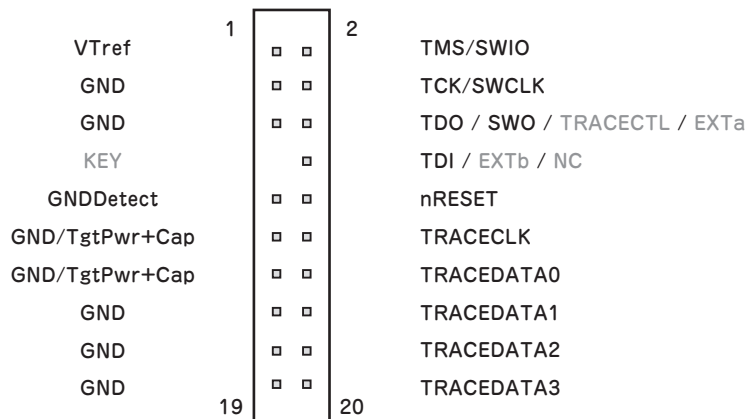 1 2
VTref TMS/SWIO
GND TCK/SWCLK
GND TDO / SWO / TRACECTL / EXTa
KEY TDI / EXTb / NC
GNDDetect nRESET
GND/TgtPwr+Cap TRACECLK
GND/TgtPwr+Cap TRACEDATA0
GND TRACEDATA1
GND TRACEDATA2
GND TRACEDATA3
19 20